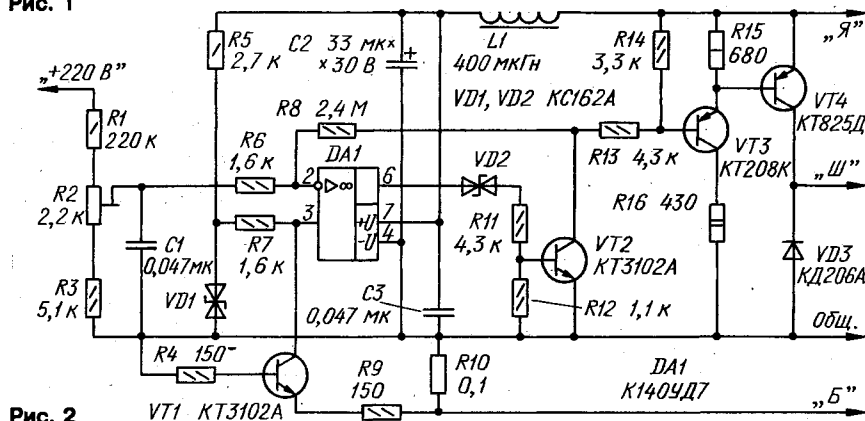 Рис. 1
„+220 В"
R1
220 к
R2
2,2 к
R3
5,1 к
C1
0,047 мк
R5
2,7 к
C2 33 мк ×
× 30 В
R8 2,4 М
R6
1,6 к
R7
1,6 к
VD1
DA1
2
3
▷∞
+U
-U
6
7
4
L1
400 мкГн
VD1, VD2 КС162А
VD2
R11
4,3 к
R12 1,1 к
VT2
КТ3102А
C3
0,047 мк
R13 4,3 к
R14
3,3 к
R15
680
VT3
КТ208К
R16 430
VT4
КТ825Д
VD3
КД206А
„Я"
„Ш"
Общ.
„Б"
R4 150
VT1 КТ3102А
R9
150
R10
0,1
DA1
К140УД7
Рис. 2